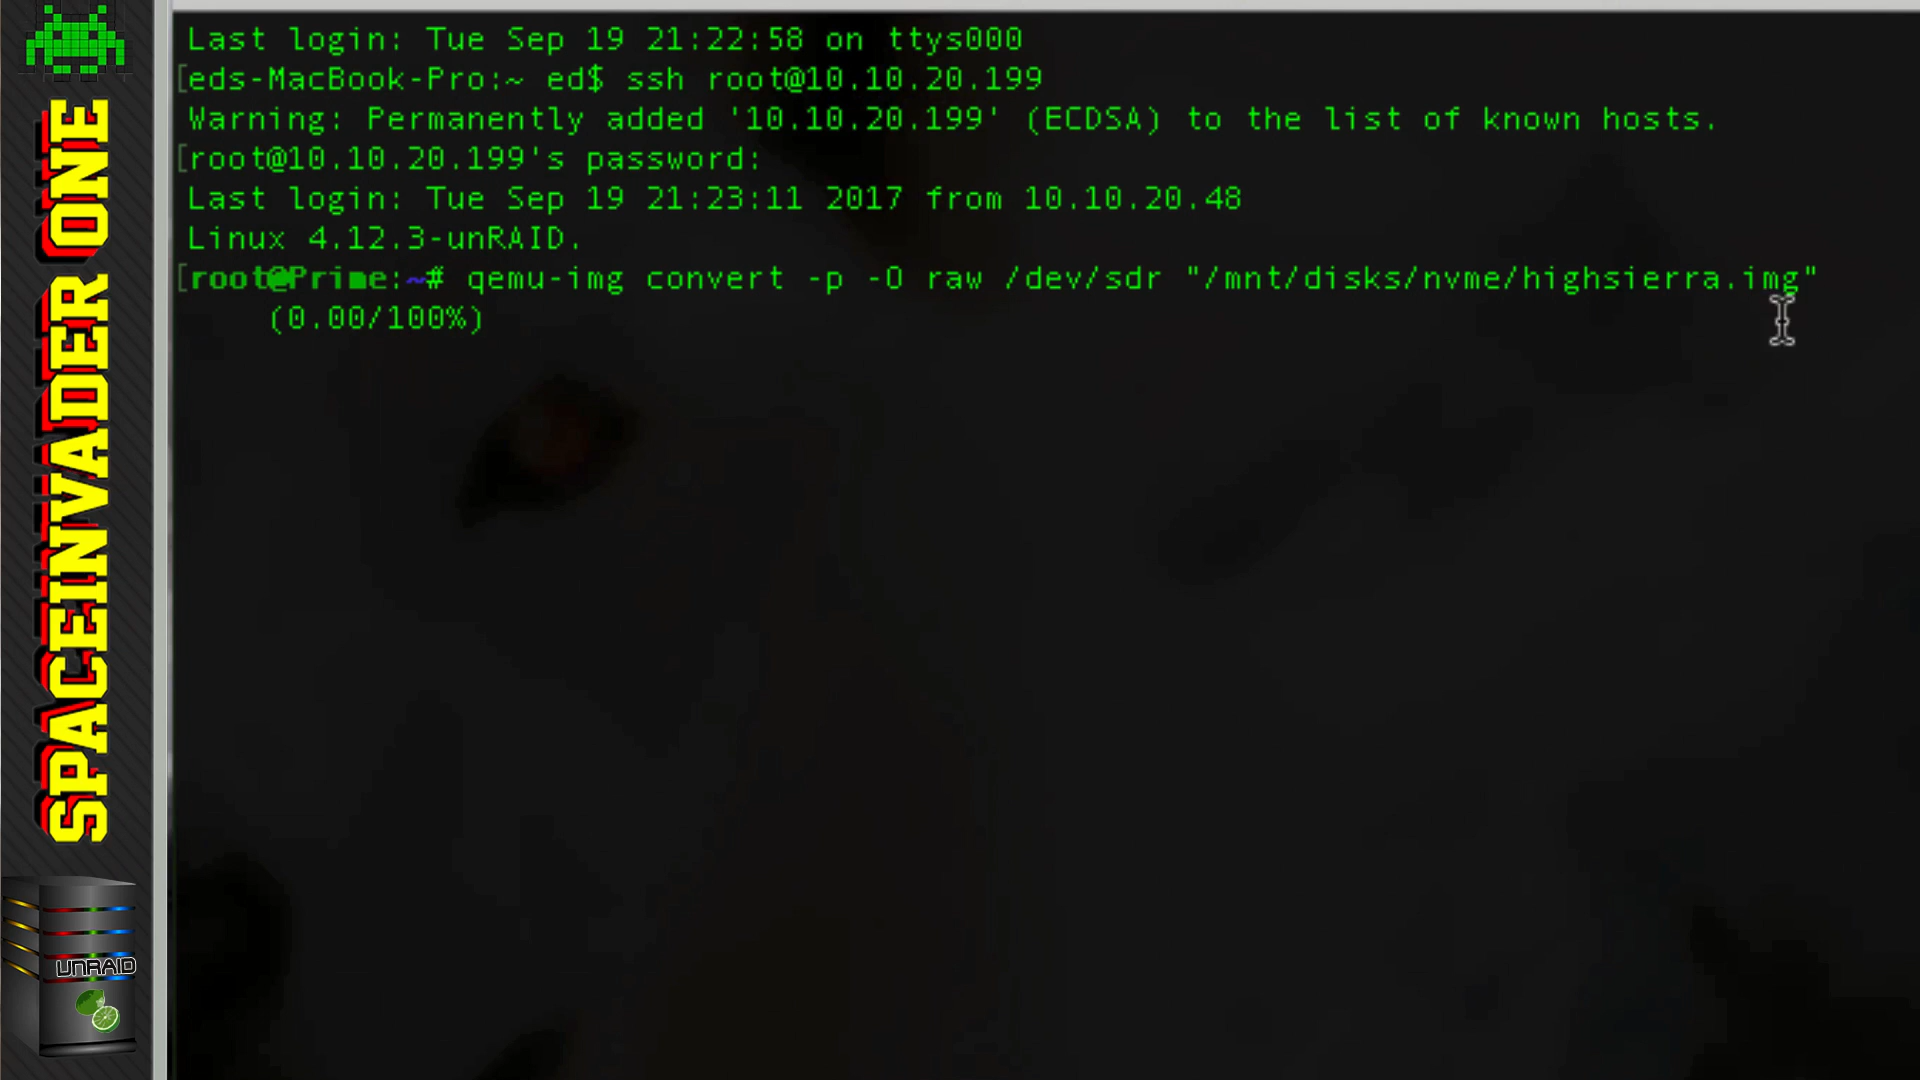 SPACEINVADER ONE
UNRAID
Last login: Tue Sep 19 21:22:58 on ttys000
[eds-MacBook-Pro:~ ed$ ssh root@10.10.20.199
Warning: Permanently added '10.10.20.199' (ECDSA) to the list of known hosts.
[root@10.10.20.199's password:
Last login: Tue Sep 19 21:23:11 2017 from 10.10.20.48
Linux 4.12.3-unRAID.
[root@Prime:~# qemu-img convert -p -O raw /dev/sdr "/mnt/disks/nvme/highsierra.img"
(0.00/100%)